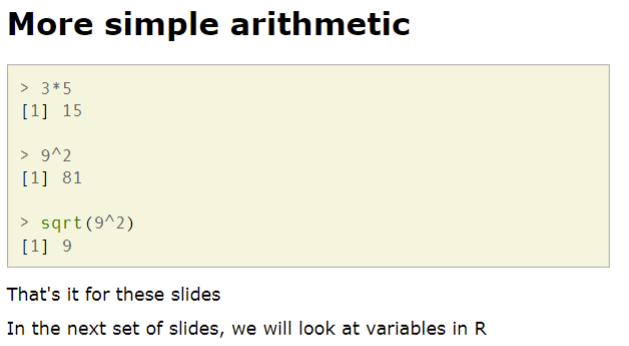 More simple arithmetic
> 3*5
[1] 15
> 9^2
[1] 81
> sqrt(9^2)
[1] 9
That's it for these slides
In the next set of slides, we will look at variables in R